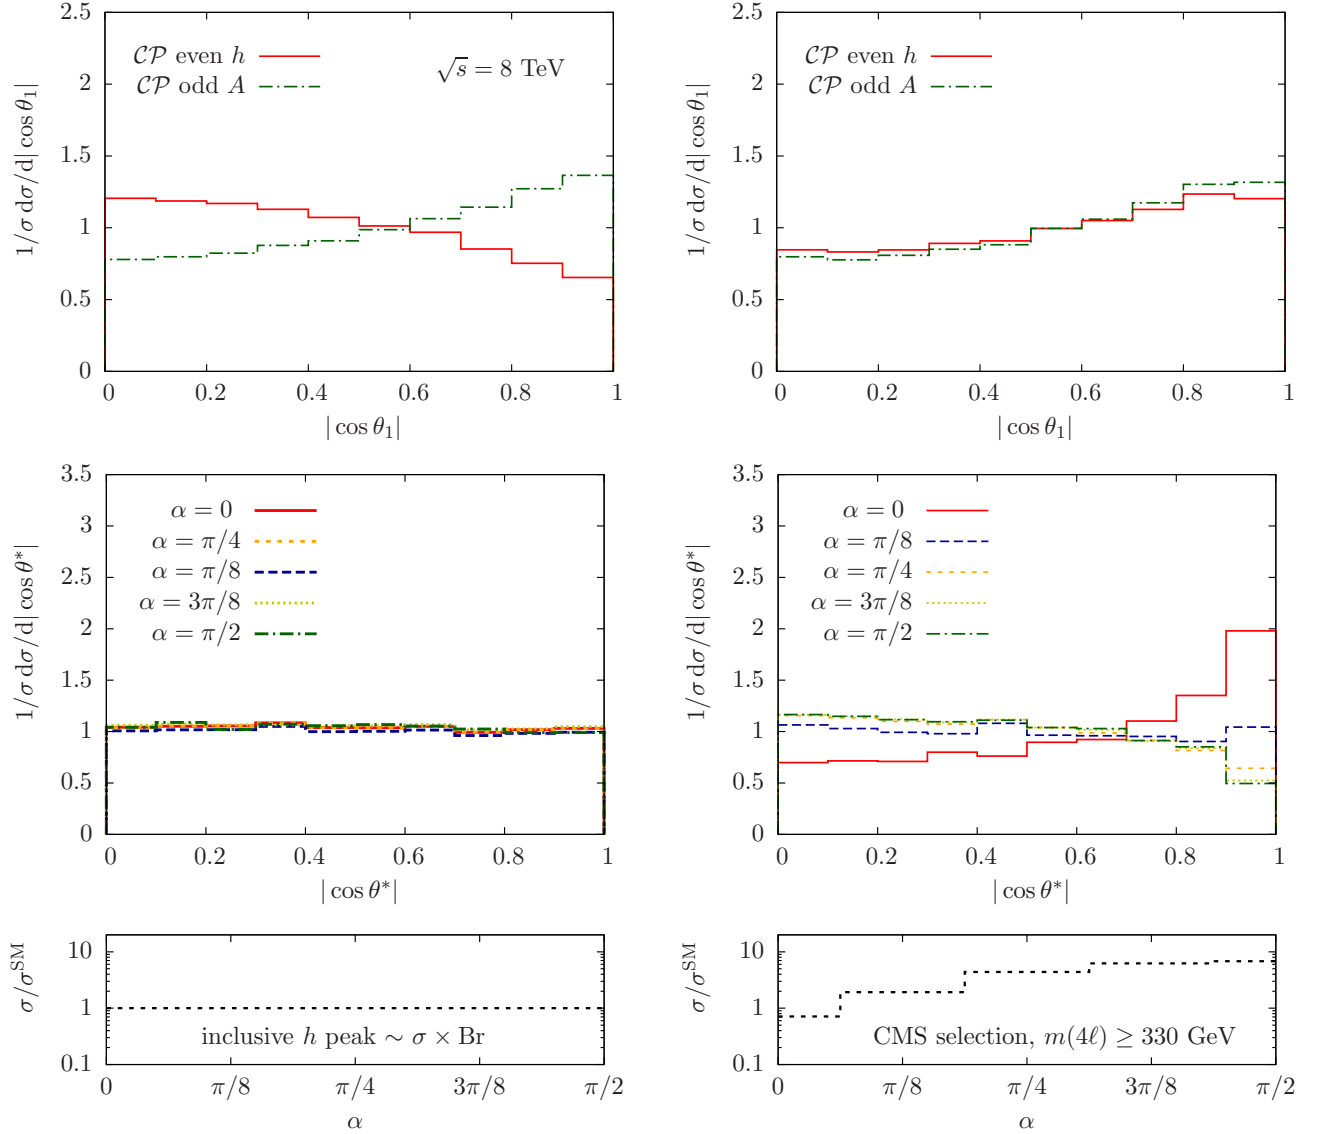 2.5
2
1.5
1
0.5
0
0
0.2
0.4
0.6
0.8
1
1/σ dσ/d|cos θ₁|
|cos θ₁|
𝒞𝒫 even h
𝒞𝒫 odd A
√s = 8 TeV
2.5
2
1.5
1
0.5
0
0
0.2
0.4
0.6
0.8
1
1/σ dσ/d|cos θ₁|
|cos θ₁|
𝒞𝒫 even h
𝒞𝒫 odd A
3.5
3
2.5
2
1.5
1
0.5
0
0
0.2
0.4
0.6
0.8
1
1/σ dσ/d|cos θ*|
|cos θ*|
α = 0
α = π/4
α = π/8
α = 3π/8
α = π/2
3.5
3
2.5
2
1.5
1
0.5
0
0
0.2
0.4
0.6
0.8
1
1/σ dσ/d|cos θ*|
|cos θ*|
α = 0
α = π/8
α = π/4
α = 3π/8
α = π/2
10
1
0.1
0
π/8
π/4
3π/8
π/2
σ/σ^SM
α
inclusive h peak ∼ σ × Br
10
1
0.1
0
π/8
π/4
3π/8
π/2
σ/σ^SM
α
CMS selection, m(4ℓ) ≥ 330 GeV